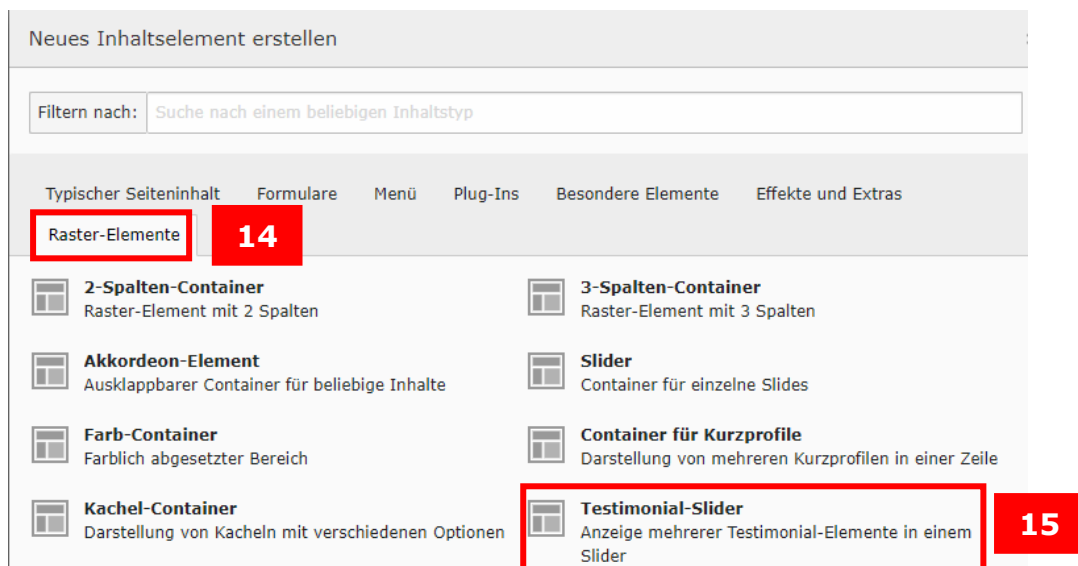 Neues Inhaltselement erstellen
Filtern nach: Suche nach einem beliebigen Inhaltstyp
Typischer Seiteninhalt Formulare Menü Plug-Ins Besondere Elemente Effekte und Extras
Raster-Elemente 14
2-Spalten-Container
Raster-Element mit 2 Spalten
3-Spalten-Container
Raster-Element mit 3 Spalten
Akkordeon-Element
Ausklappbarer Container für beliebige Inhalte
Slider
Container für einzelne Slides
Farb-Container
Farblich abgesetzter Bereich
Container für Kurzprofile
Darstellung von mehreren Kurzprofilen in einer Zeile
Kachel-Container
Darstellung von Kacheln mit verschiedenen Optionen
Testimonial-Slider
Anzeige mehrerer Testimonial-Elemente in einem
Slider
15